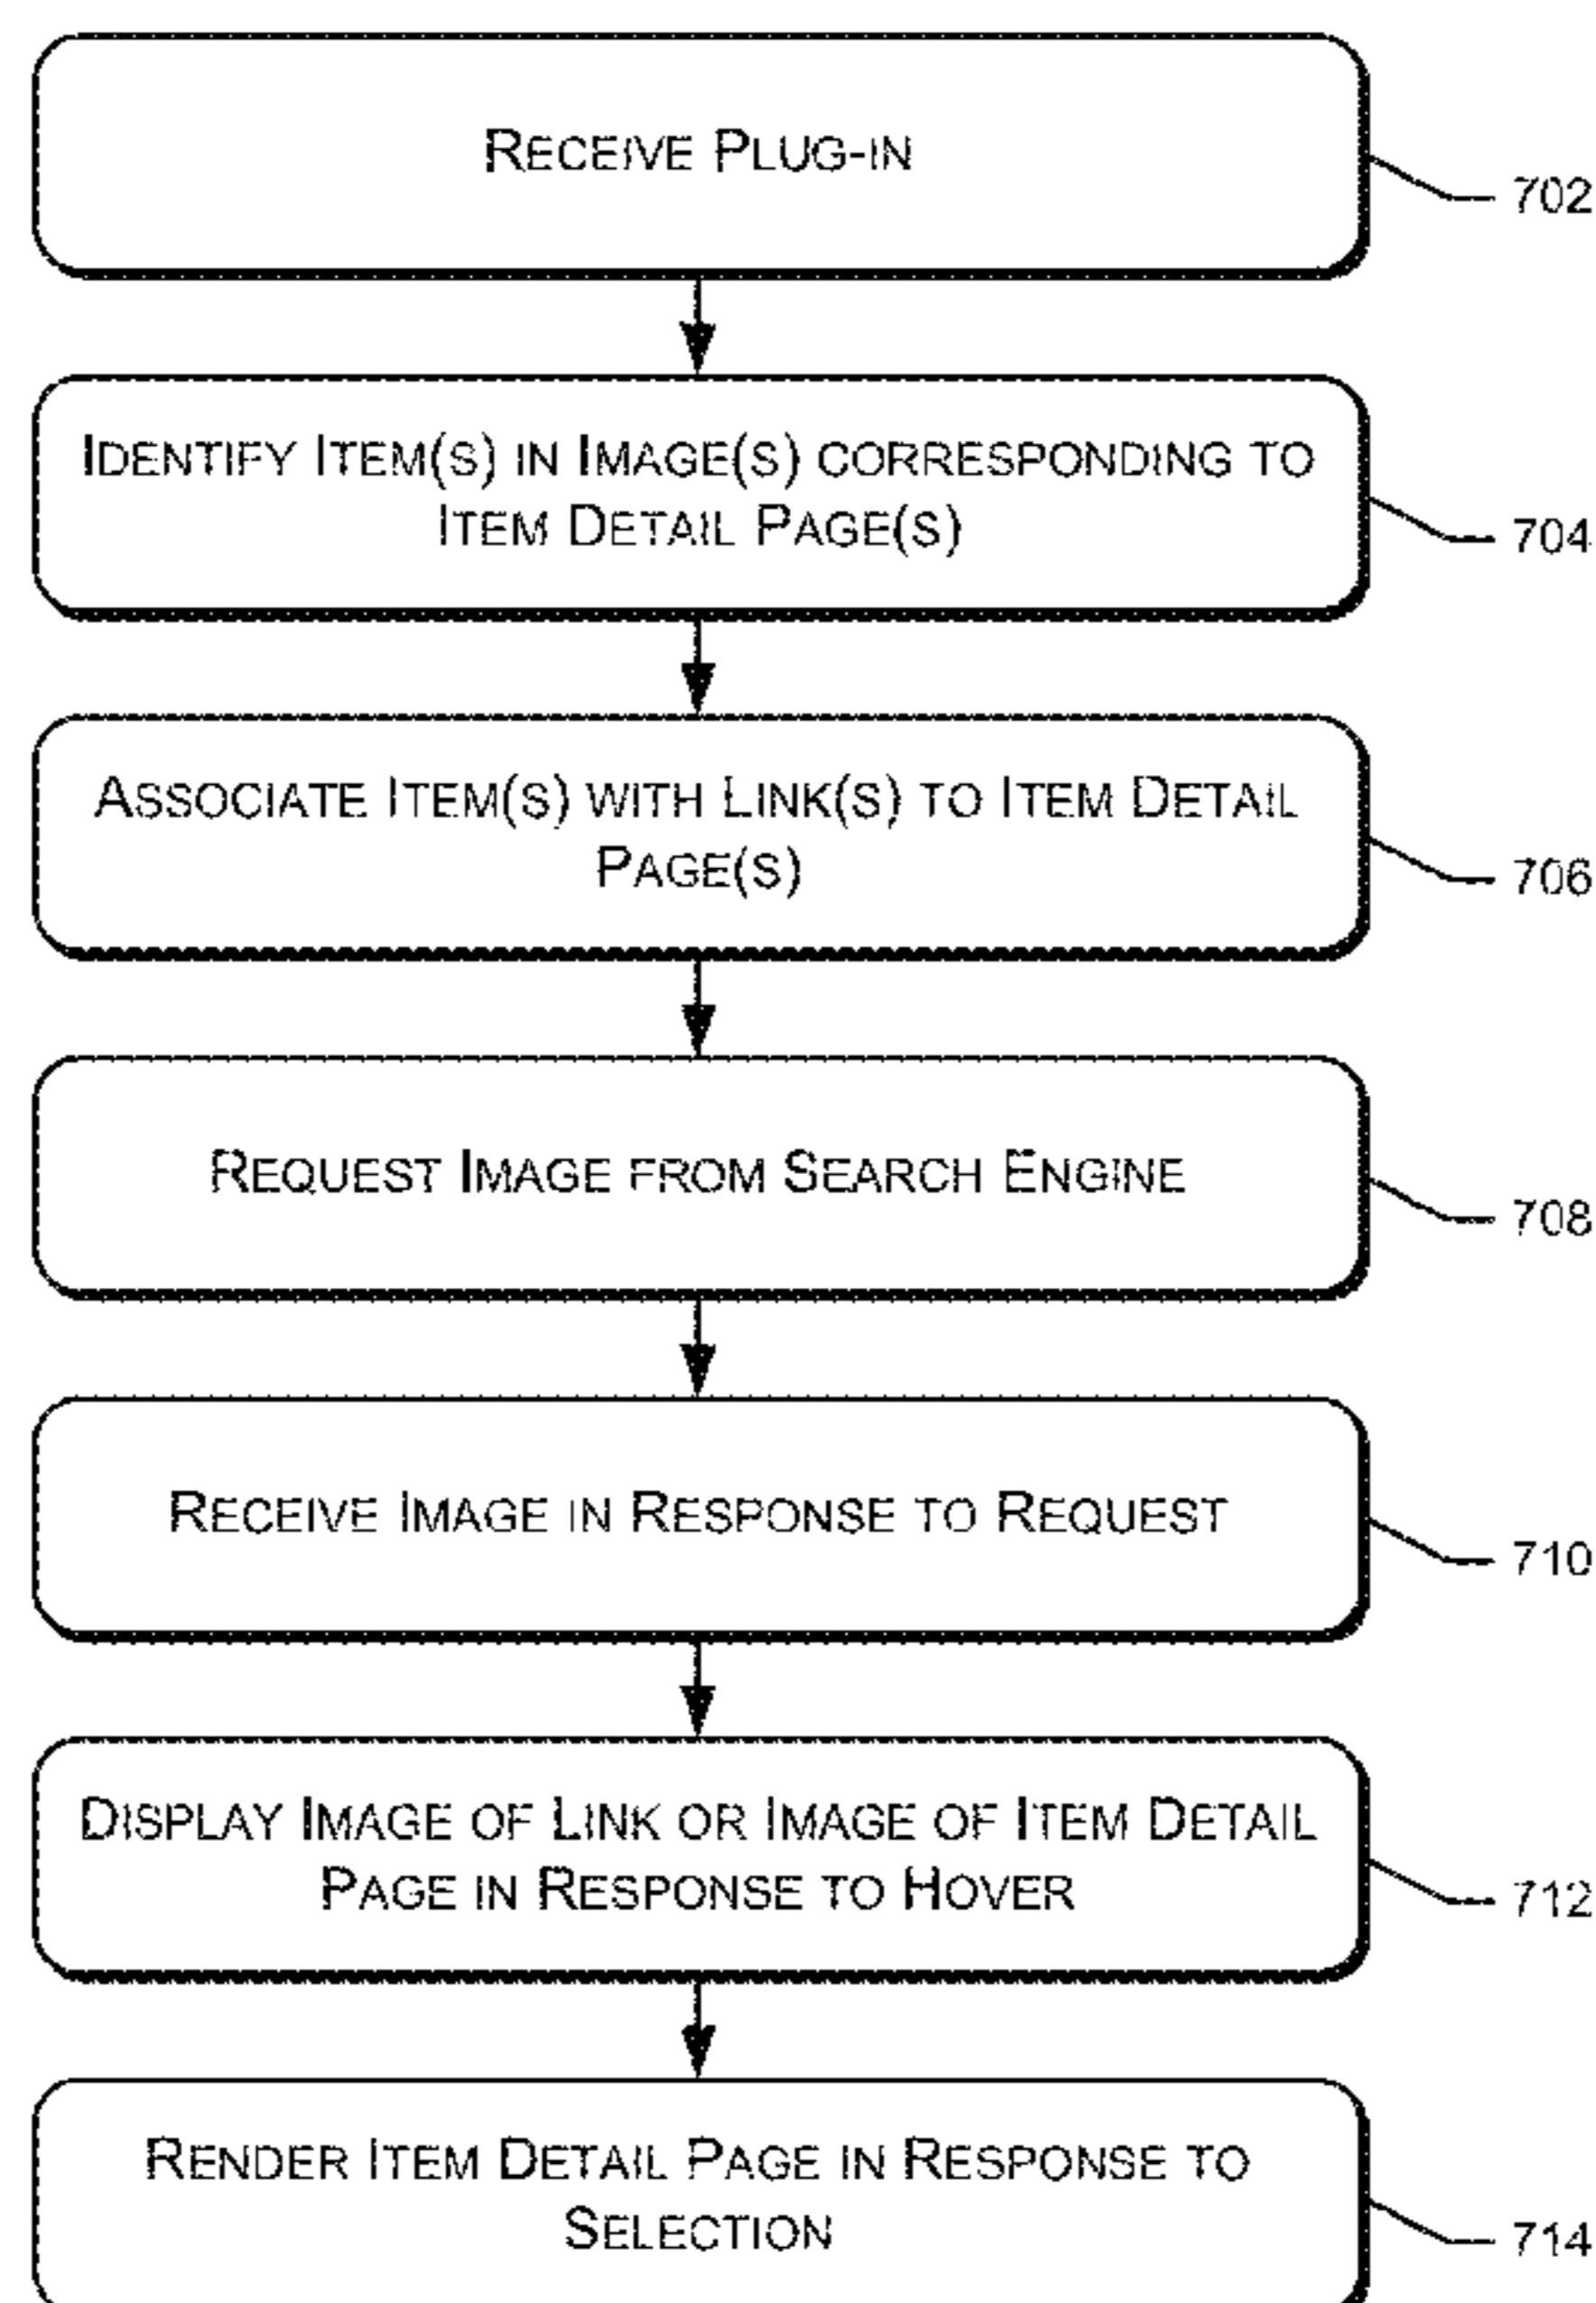 RECEIVE PLUG-IN
702
IDENTIFY ITEM(S) IN IMAGE(S) CORRESPONDING TO
ITEM DETAIL PAGE(S)
704
ASSOCIATE ITEM(S) WITH LINK(S) TO ITEM DETAIL
PAGE(S)
706
REQUEST IMAGE FROM SEARCH ENGINE
708
RECEIVE IMAGE IN RESPONSE TO REQUEST
710
DISPLAY IMAGE OF LINK OR IMAGE OF ITEM DETAIL
PAGE IN RESPONSE TO HOVER
712
RENDER ITEM DETAIL PAGE IN RESPONSE TO
SELECTION
714